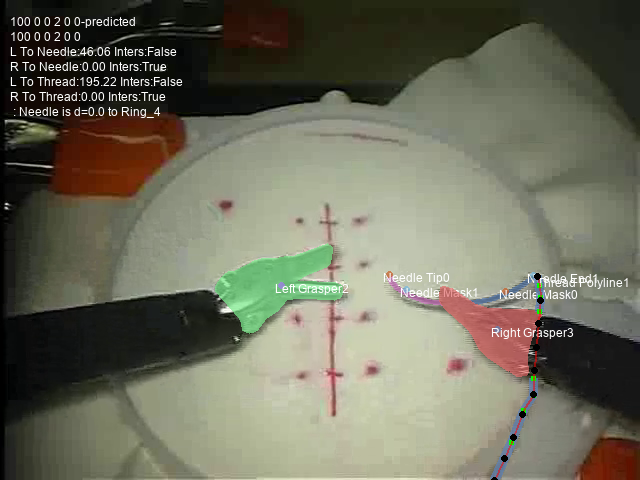 100 0 0 2 0 0-predicted
100 0 0 2 0 0
L To Needle:46.06 Inters:False
R To Needle:0.00 Inters:True
L To Thread:195.22 Inters:False
R To Thread:0.00 Inters:True
: Needle is d=0.0 to Ring_4
Needle Tip0
Needle End1
Thread Polyline1
Left Grasper2
Needle Mask1
Needle Mask0
Right Grasper3